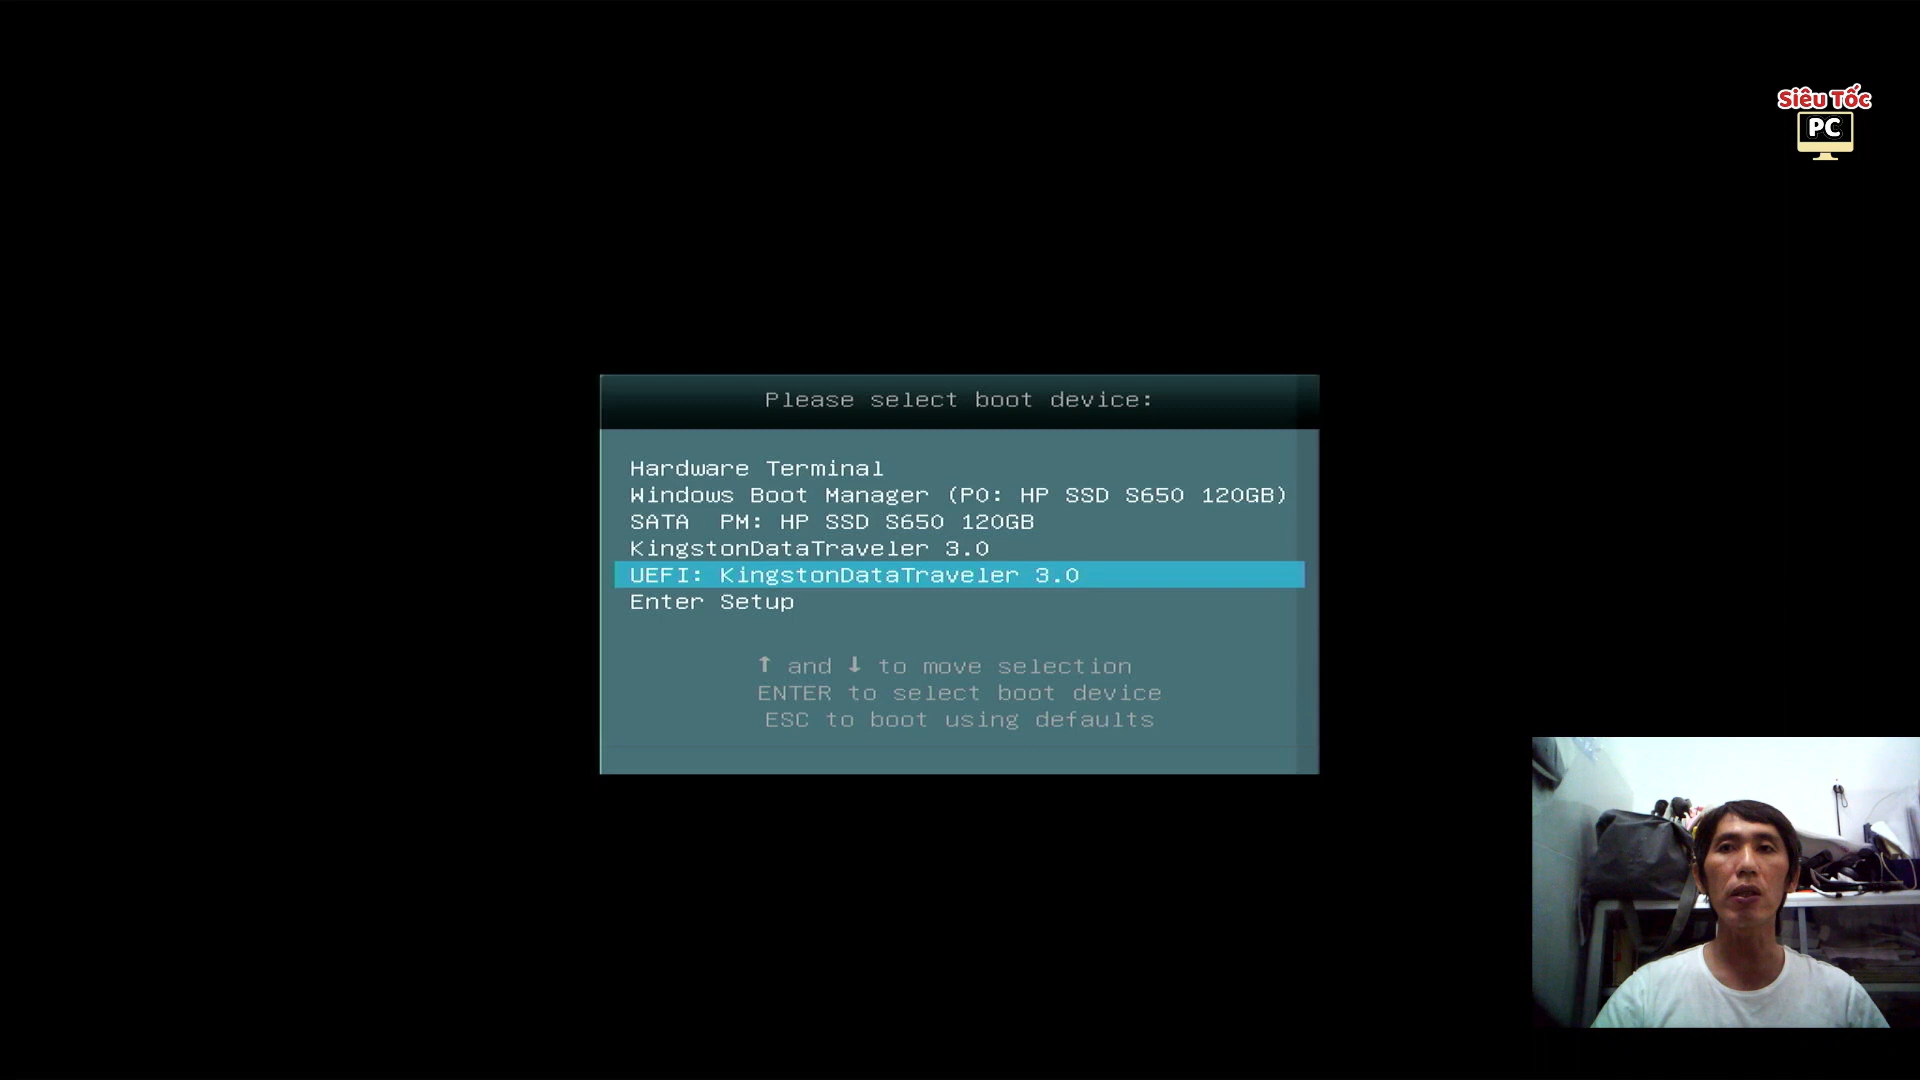 Siêu Tốc
PC
Please select boot device:
Hardware Terminal
Windows Boot Manager (P0: HP SSD S650 120GB)
SATA  PM: HP SSD S650 120GB
KingstonDataTraveler 3.0
UEFI: KingstonDataTraveler 3.0
Enter Setup
↑ and ↓ to move selection
ENTER to select boot device
ESC to boot using defaults